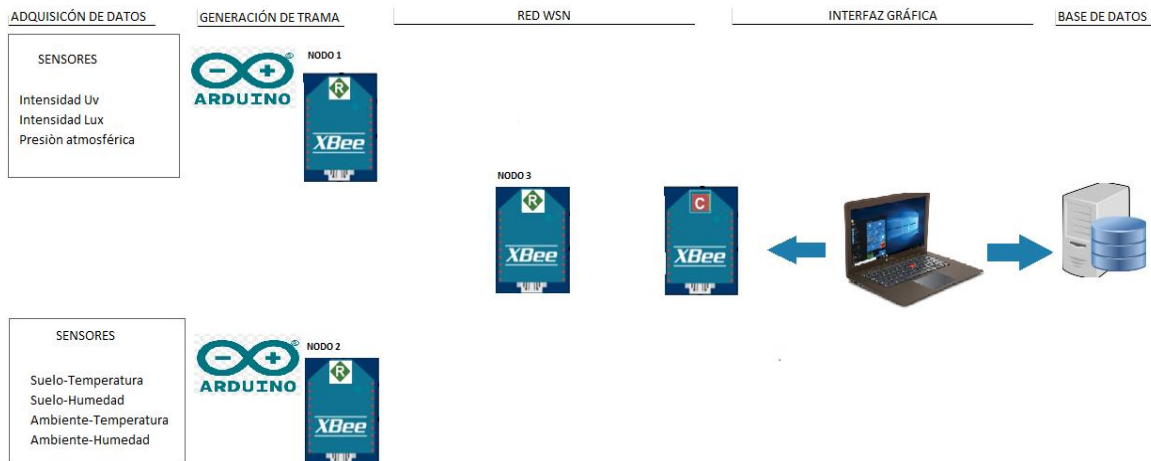 ADQUISICÓN DE DATOS
GENERACIÓN DE TRAMA
RED WSN
INTERFAZ GRÁFICA
BASE DE DATOS
SENSORES
Intensidad Uv
Intensidad Lux
Presiòn atmosférica
ARDUINO
NODO 1
R
XBee
NODO 3
R
XBee
C
XBee
SENSORES
Suelo-Temperatura
Suelo-Humedad
Ambiente-Temperatura
Ambiente-Humedad
ARDUINO
NODO 2
R
XBee